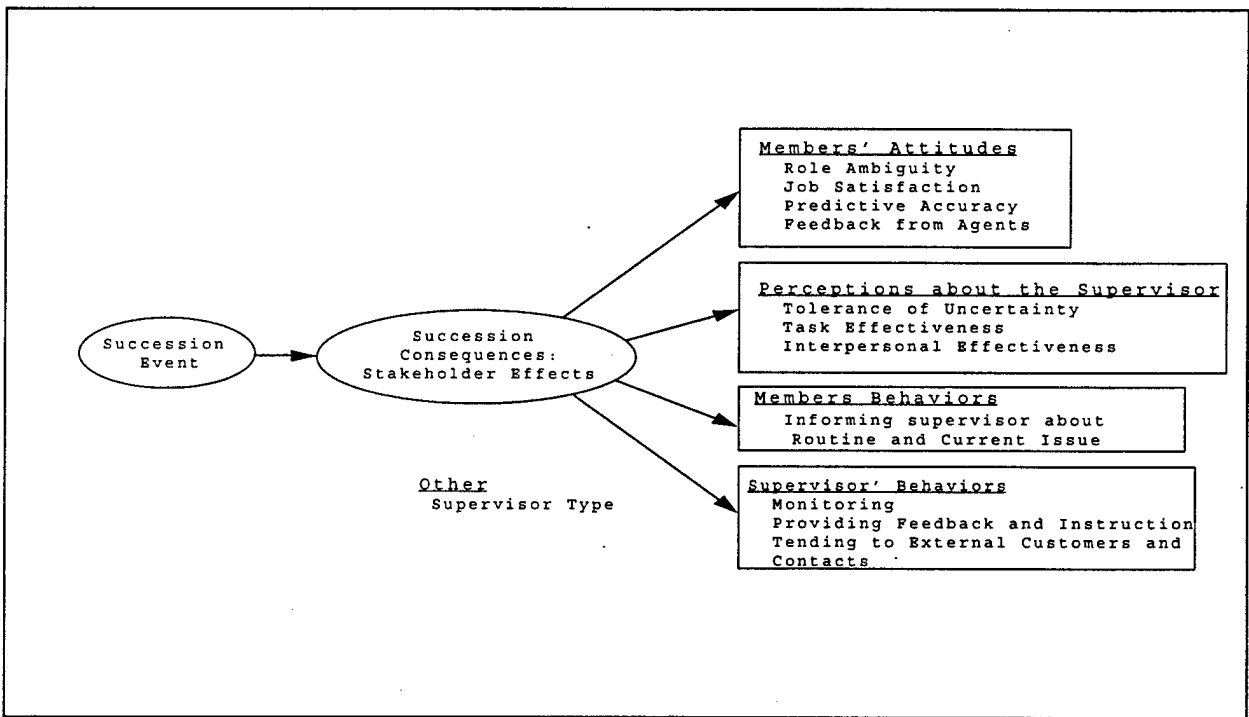 Members' Attitudes
Role Ambiguity
Job Satisfaction
Predictive Accuracy
Feedback from Agents
Perceptions about the Supervisor
Tolerance of Uncertainty
Task Effectiveness
Interpersonal Effectiveness
Succession
Event
Succession
Consequences:
Stakeholder Effects
Members Behaviors
Informing supervisor about
Routine and Current Issue
Other
Supervisor Type
Supervisor' Behaviors
Monitoring
Providing Feedback and Instruction
Tending to External Customers and
Contacts